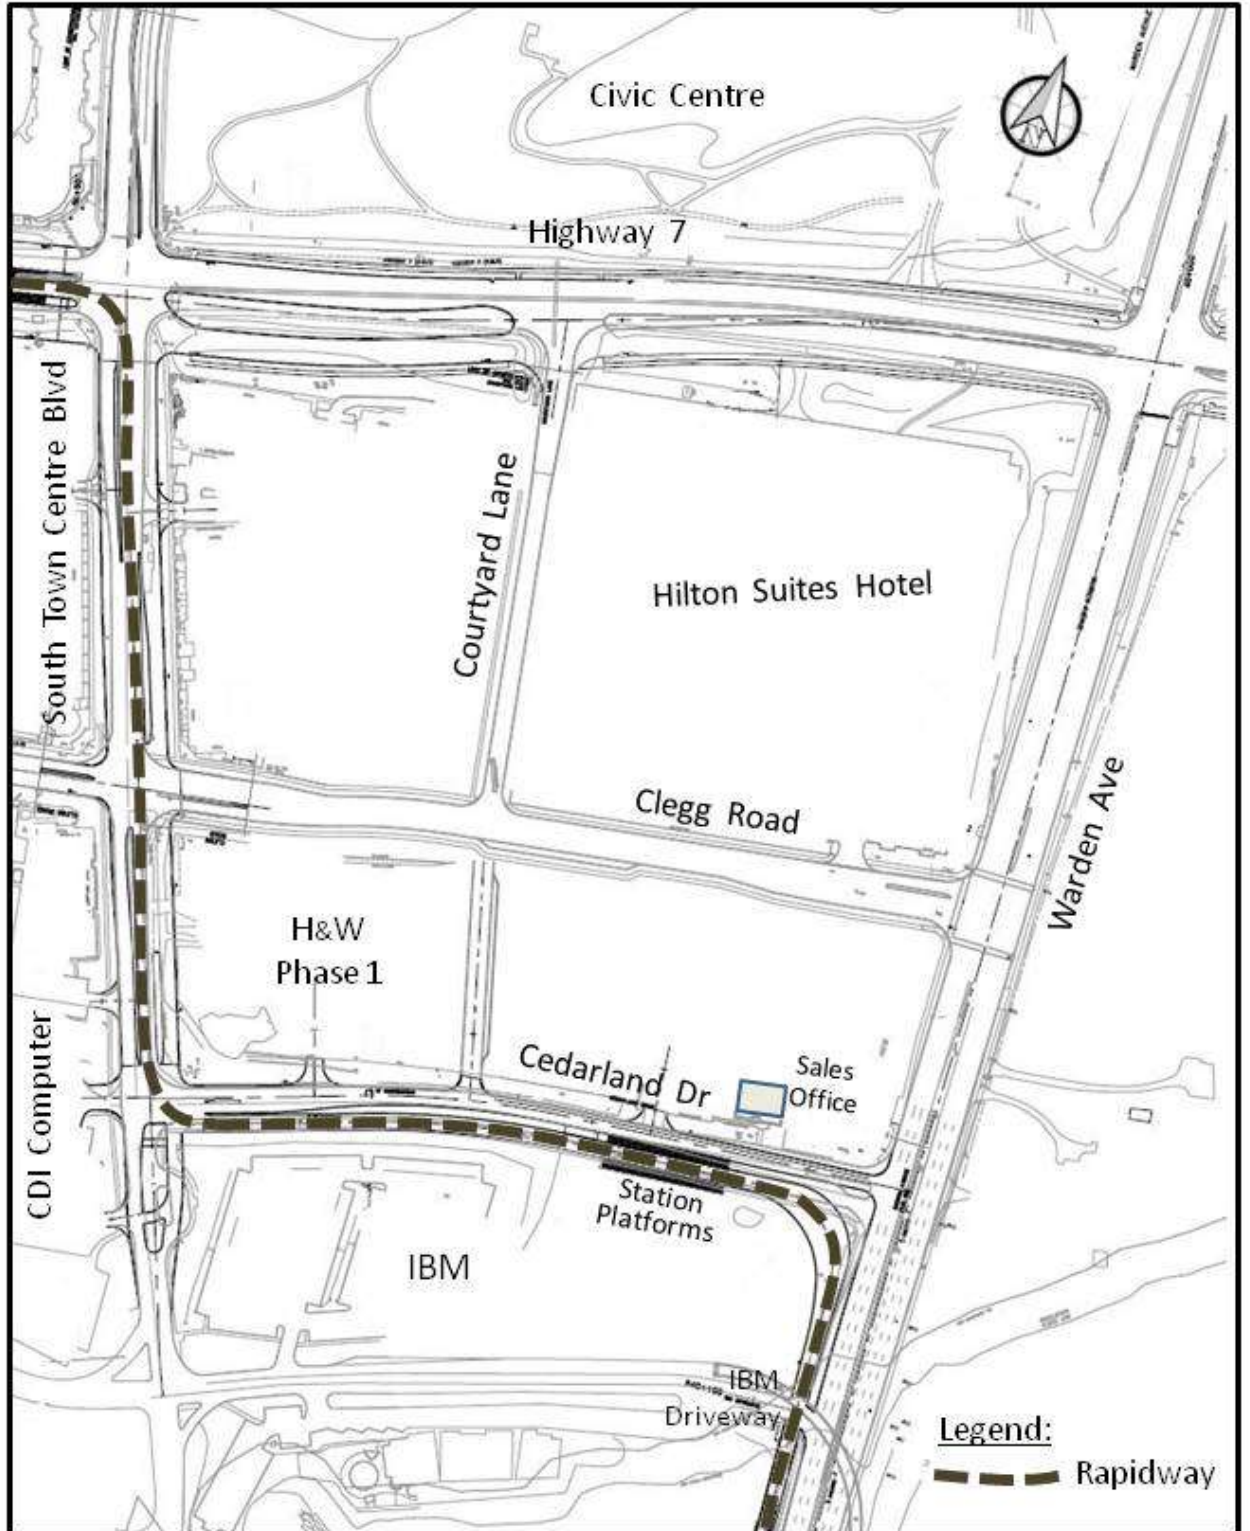 Civic Centre
Highway 7
South Town Centre Blvd
Courtyard Lane
Hilton Suites Hotel
Clegg Road
Warden Ave
H&W
Phase 1
CDI Computer
Cedarland Dr
Sales
Office
Station
Platforms
IBM
IBM
Driveway
Legend:
Rapidway